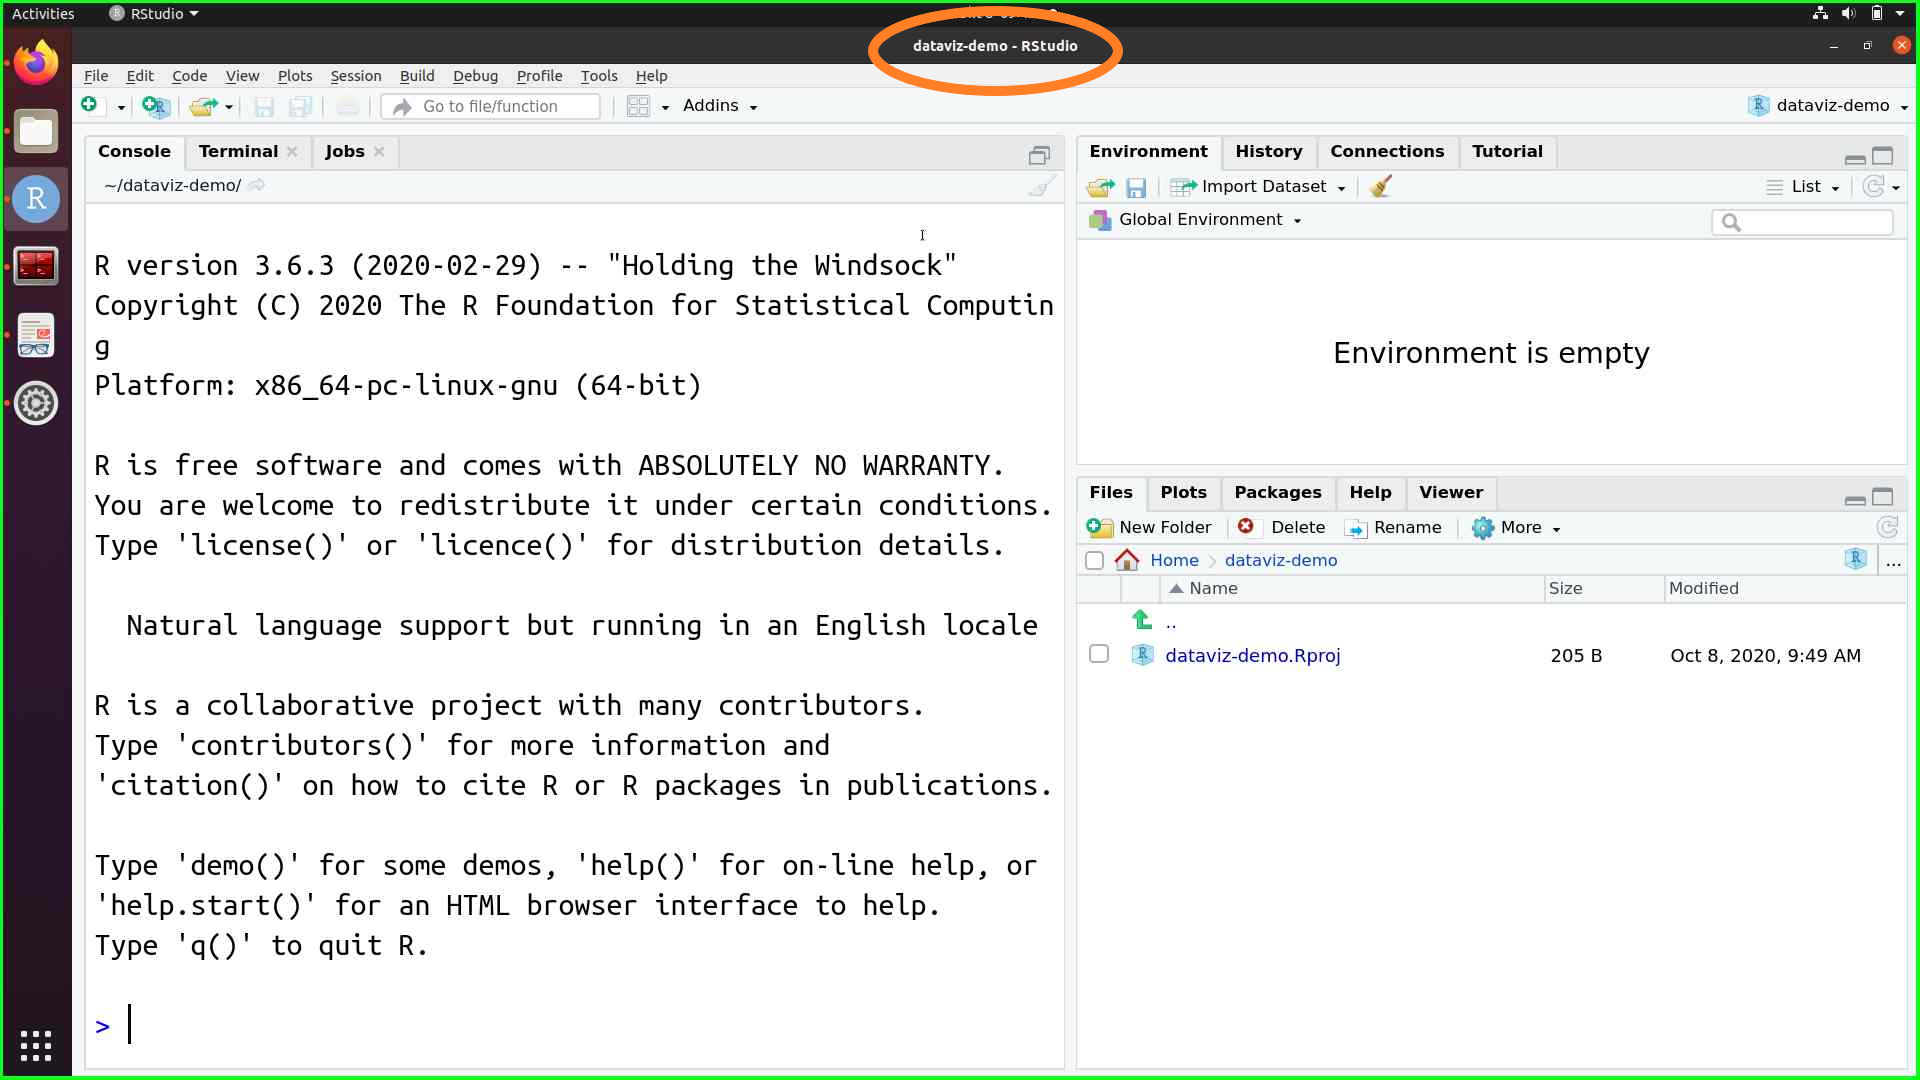 Activities
RStudio
dataviz-demo - RStudio
File Edit Code View Plots Session Build Debug Profile Tools Help
Go to file/function
Addins
dataviz-demo
Console Terminal Jobs
~/dataviz-demo/
R version 3.6.3 (2020-02-29) -- "Holding the Windsock"
Copyright (C) 2020 The R Foundation for Statistical Computin
g
Platform: x86_64-pc-linux-gnu (64-bit)
R is free software and comes with ABSOLUTELY NO WARRANTY.
You are welcome to redistribute it under certain conditions.
Type 'license()' or 'licence()' for distribution details.
Natural language support but running in an English locale
R is a collaborative project with many contributors.
Type 'contributors()' for more information and
'citation()' on how to cite R or R packages in publications.
Type 'demo()' for some demos, 'help()' for on-line help, or
'help.start()' for an HTML browser interface to help.
Type 'q()' to quit R.
>
Environment History Connections Tutorial
Import Dataset
List
Global Environment
Environment is empty
Files Plots Packages Help Viewer
New Folder Delete Rename More
Home dataviz-demo
...
Name Size Modified
..
dataviz-demo.Rproj 205 B Oct 8, 2020, 9:49 AM